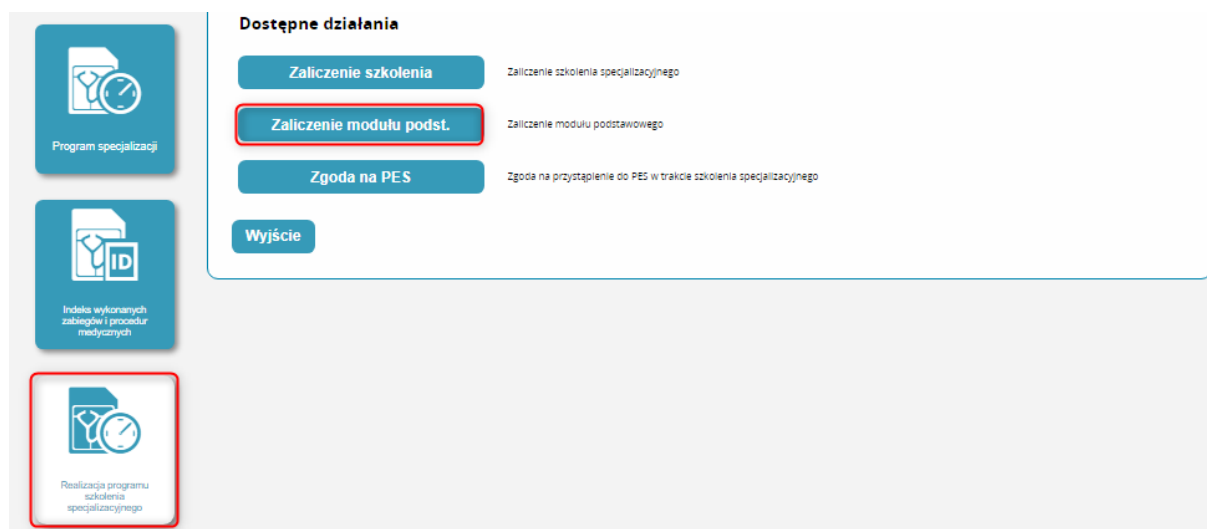 Dostępne działania
Zaliczenie szkolenia
Zaliczenie szkolenia specjalizacyjnego
Zaliczenie modułu podst.
Zaliczenie modułu podstawowego
Program specjalizacji
Zgoda na PES
Zgoda na przystąpienie do PES w trakcie szkolenia specjalizacyjnego
Wyjście
ID
Indeks wykonanych
zabiegów i procedur
medycznych
Realizacja programu
szkolenia
specjalizacyjnego